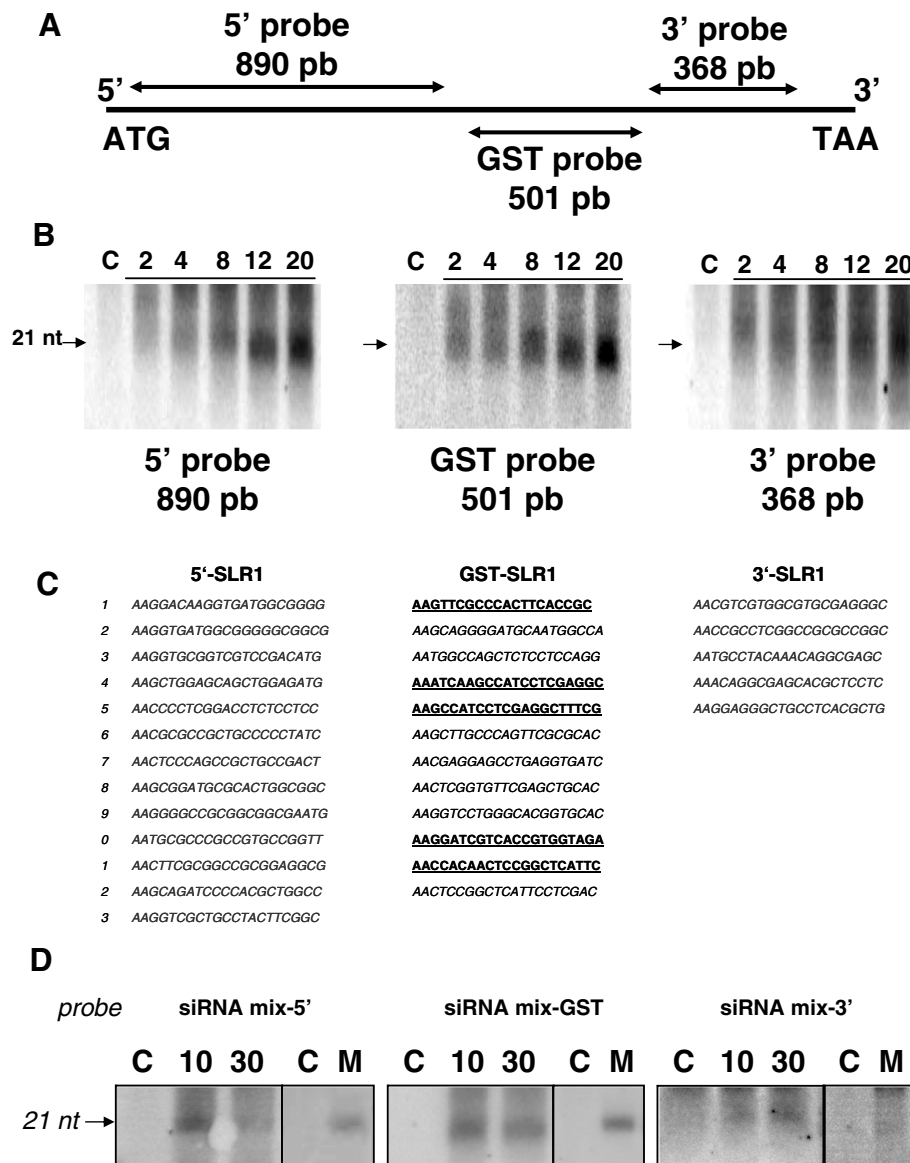 A
5’ probe
890 pb
3’ probe
368 pb
5’
3’
ATG
TAA
GST probe
501 pb
B
C 2 4 8 12 20
C 2 4 8 12 20
C 2 4 8 12 20
21 nt
5’ probe
890 pb
GST probe
501 pb
3’ probe
368 pb
C
5‘-SLR1 GST-SLR1 3‘-SLR1
1 AAGGACAAGGTGATGGCGGGG AAGTTCGCCCACTTCACCGC AACGTCGTGGCGTGCGAGGGC
2 AAGGTGATGGCGGGGGCGGCG AAGCAGGGGATGCAATGGCCA AACCGCCTCGGCCGCGCCGGC
3 AAGGTGCGGTCGTCCGACATG AATGGCCAGCTCTCCTCCAGG AATGCCTACAAACAGGCGAGC
4 AAGCTGGAGCAGCTGGAGATG AAATCAAGCCATCCTCGAGGC AAACAGGCGAGCACGCTCCTC
5 AACCCCTCGGACCTCTCCTCC AAGCCATCCTCGAGGCTTTCG AAGGAGGGCTGCCTCACGCTG
6 AACGCGCCGCTGCCCCCTATC AAGCTTGCCCAGTTCGCGCAC
7 AACTCCCAGCCGCTGCCGACT AACGAGGAGCCTGAGGTGATC
8 AAGCGGATGCGCACTGGCGGC AACTCGGTGTTCGAGCTGCAC
9 AAGGGGCCGCGGCGGCGAATG AAGGTCCTGGGCACGGTGCAC
0 AATGCGCCCGCCGTGCCGGTT AAGGATCGTCACCGTGGTAGA
1 AACTTCGCGGCCGCGGAGGCG AACCACAACTCCGGCTCATTC
2 AAGCAGATCCCCACGCTGGCC AACTCCGGCTCATTCCTCGAC
3 AAGGTCGCTGCCTACTTCGGC
D
probe siRNA mix-5’ siRNA mix-GST siRNA mix-3’
C 10 30 C M C 10 30 C M C 10 30 C M
21 nt